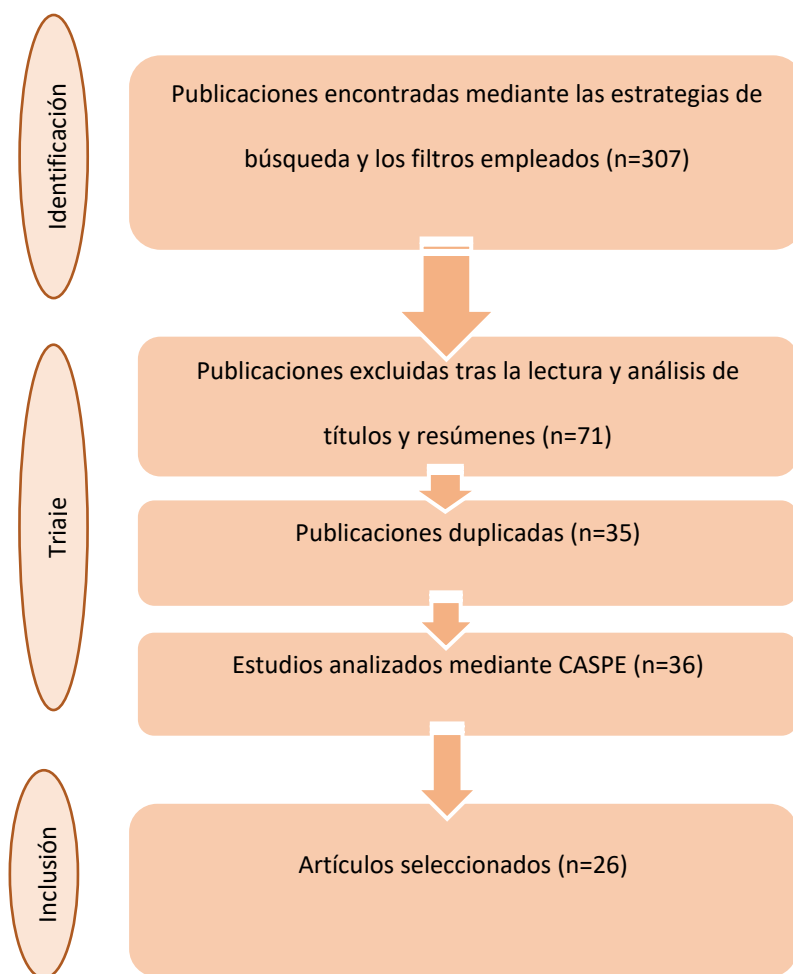 Identificación
Publicaciones encontradas mediante las estrategias de
búsqueda y los filtros empleados (n=307)
Triaie
Publicaciones excluidas tras la lectura y análisis de
títulos y resúmenes (n=71)
Publicaciones duplicadas (n=35)
Estudios analizados mediante CASPE (n=36)
Inclusión
Artículos seleccionados (n=26)